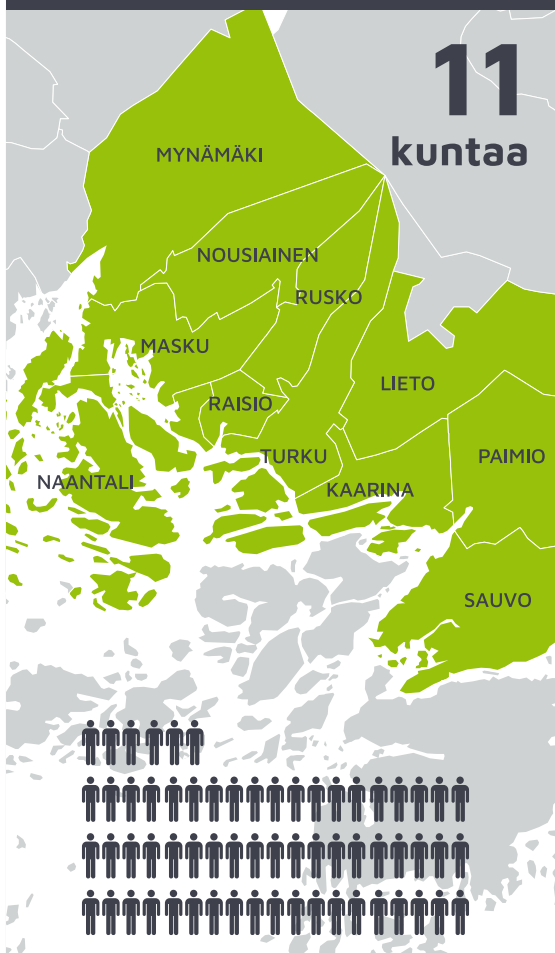 11
kuntaa
MYNÄMÄKI
NOUSIAINEN
RUSKO
MASKU
LIETO
RAISIO
TURKU
PAIMIO
NAANTALI
KAARINA
SAUVO